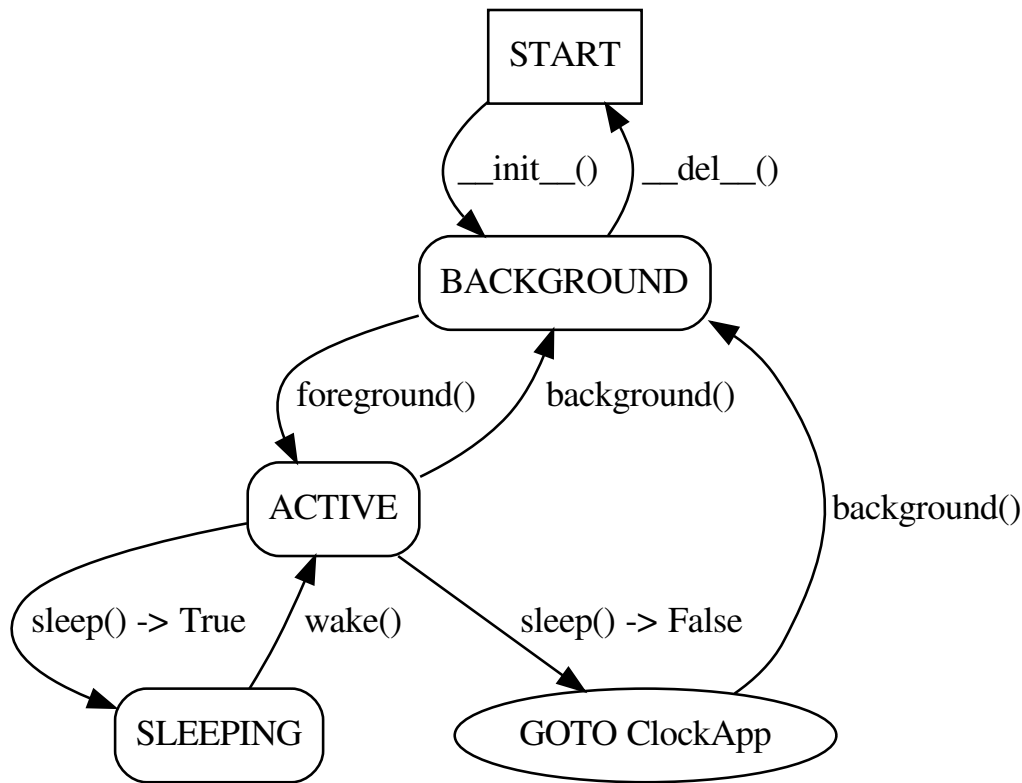 START
__init__()
__del__()
BACKGROUND
foreground()
background()
ACTIVE
background()
sleep() -> True
wake()
sleep() -> False
SLEEPING
GOTO ClockApp